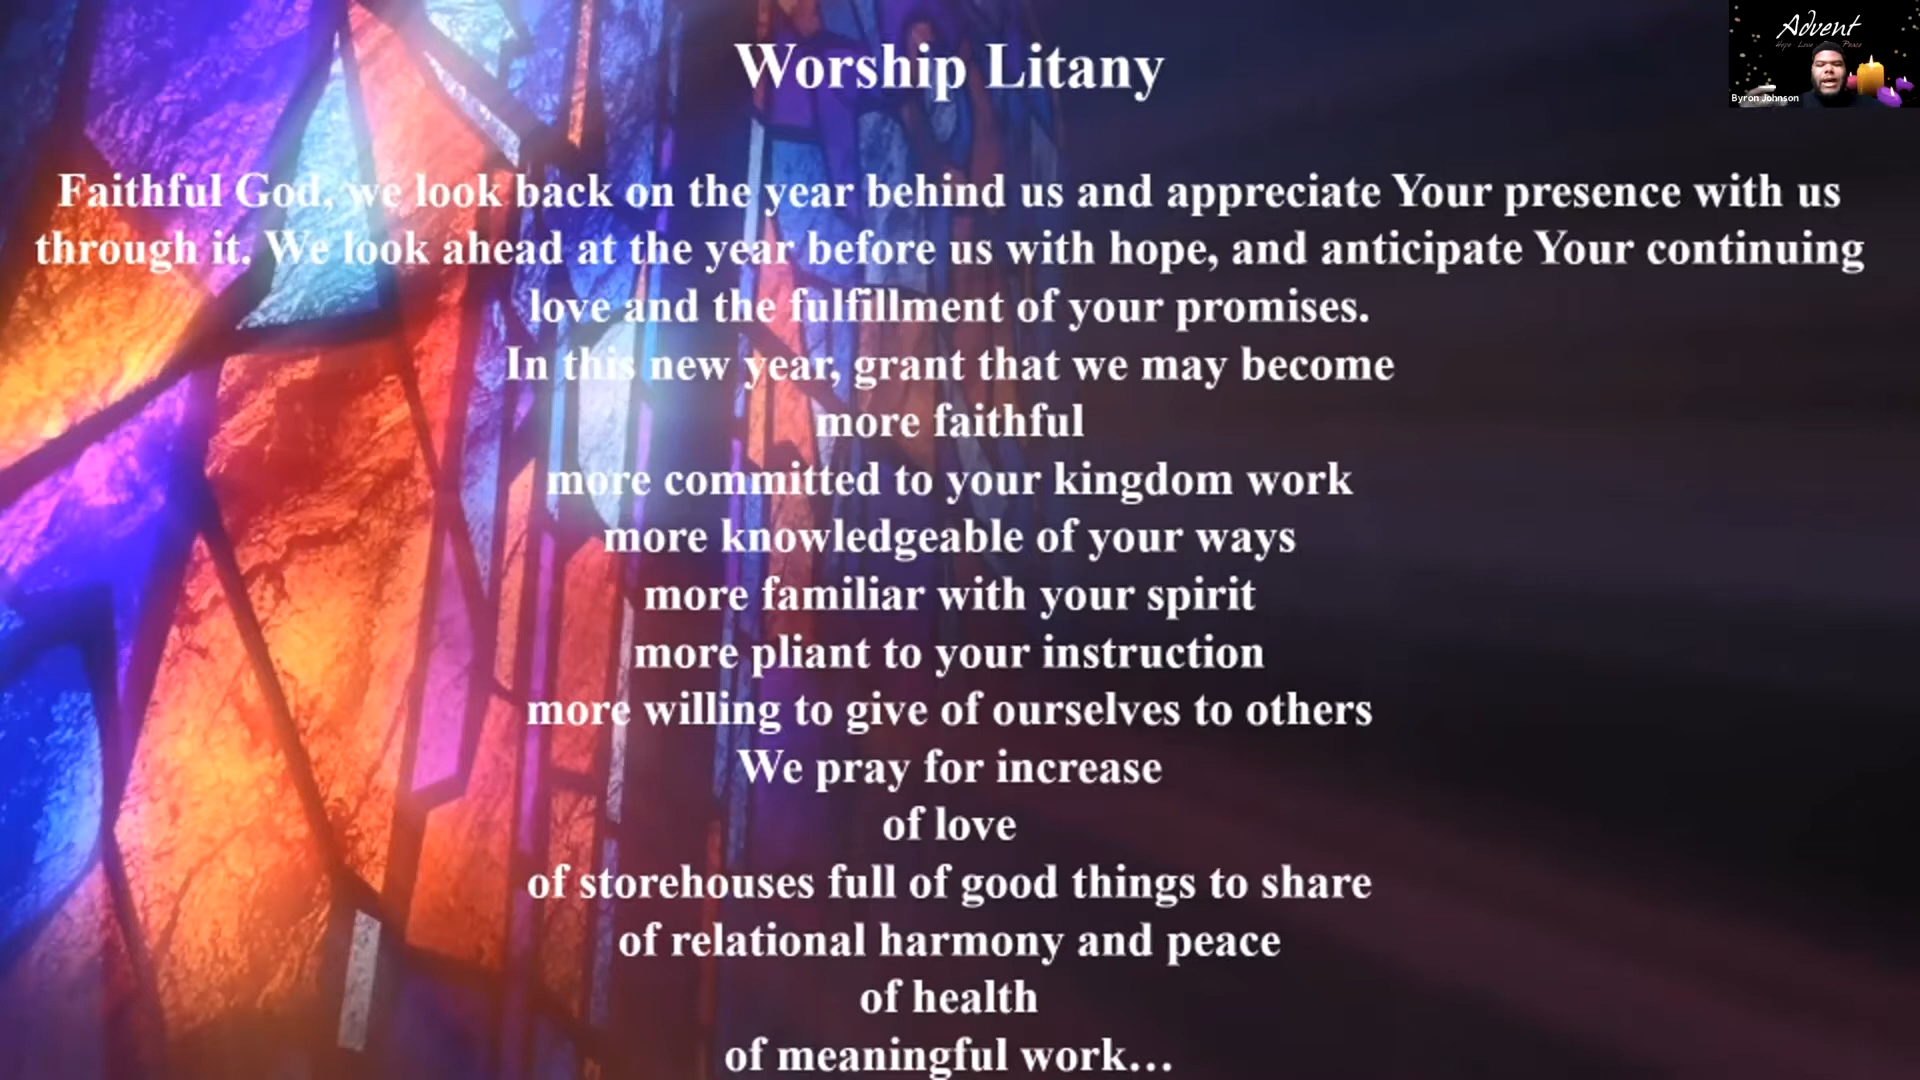 Worship Litany
Faithful God, we look back on the year behind us and appreciate Your presence with us
through it. We look ahead at the year before us with hope, and anticipate Your continuing
love and the fulfillment of your promises.
In this new year, grant that we may become
more faithful
more committed to your kingdom work
more knowledgeable of your ways
more familiar with your spirit
more pliant to your instruction
more willing to give of ourselves to others
We pray for increase
of love
of storehouses full of good things to share
of relational harmony and peace
of health
of meaningful work...
Advent
Hope Love Peace
Byron Johnson